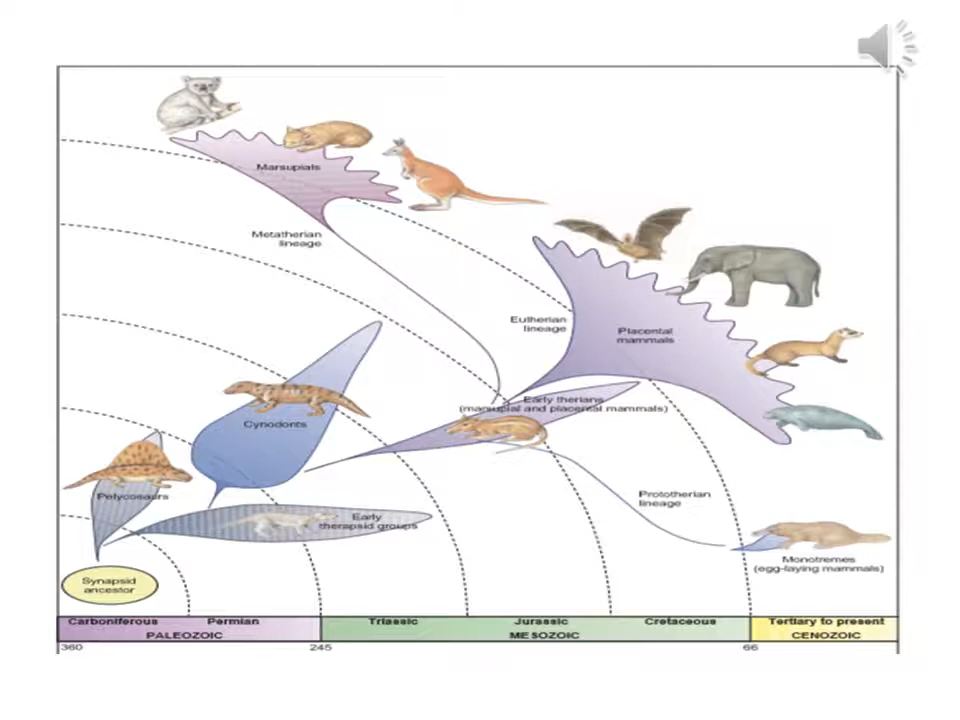 Marsupials
Metatherian
lineage
Eutherian
lineage
Placental
mammals
Early therians
(marsupial and placental mammals)
Cynodonts
Pelycosaurs
Early
therapsid groups
Prototherian
lineage
Monotremes
(egg-laying mammals)
Synapsid
ancestor
Carboniferous Permian Triassic Jurassic Cretaceous Tertiary to present
PALEOZOIC MESOZOIC CENOZOIC
360 245 66